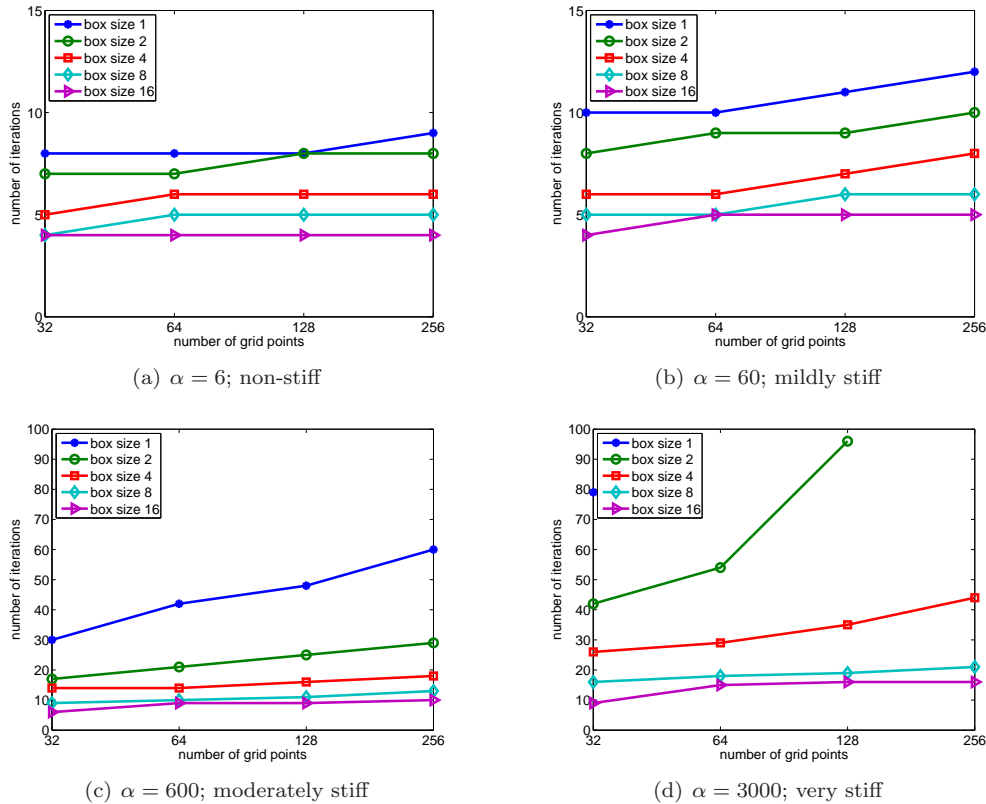 15
10
5
0
number of iterations
box size 1
box size 2
box size 4
box size 8
box size 16
32 64 128 256
number of grid points
(a) α = 6; non-stiff
15
10
5
0
number of iterations
box size 1
box size 2
box size 4
box size 8
box size 16
32 64 128 256
number of grid points
(b) α = 60; mildly stiff
100
90
80
70
60
50
40
30
20
10
0
number of iterations
box size 1
box size 2
box size 4
box size 8
box size 16
32 64 128 256
number of grid points
(c) α = 600; moderately stiff
100
90
80
70
60
50
40
30
20
10
0
number of iterations
box size 1
box size 2
box size 4
box size 8
box size 16
32 64 128 256
number of grid points
(d) α = 3000; very stiff